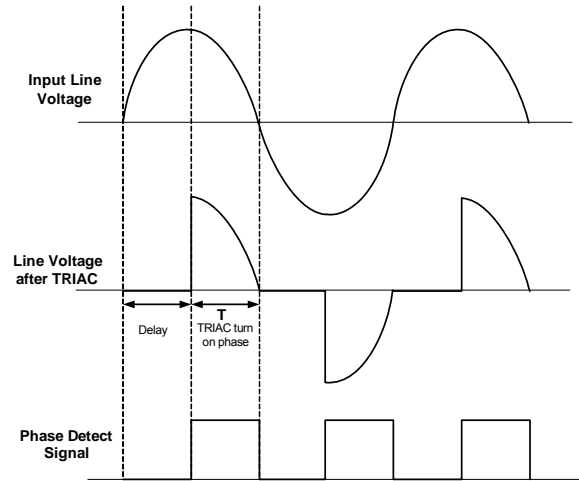 Input Line
Voltage
Line Voltage
after TRIAC
Delay
T
TRIAC turn
on phase
Phase Detect
Signal